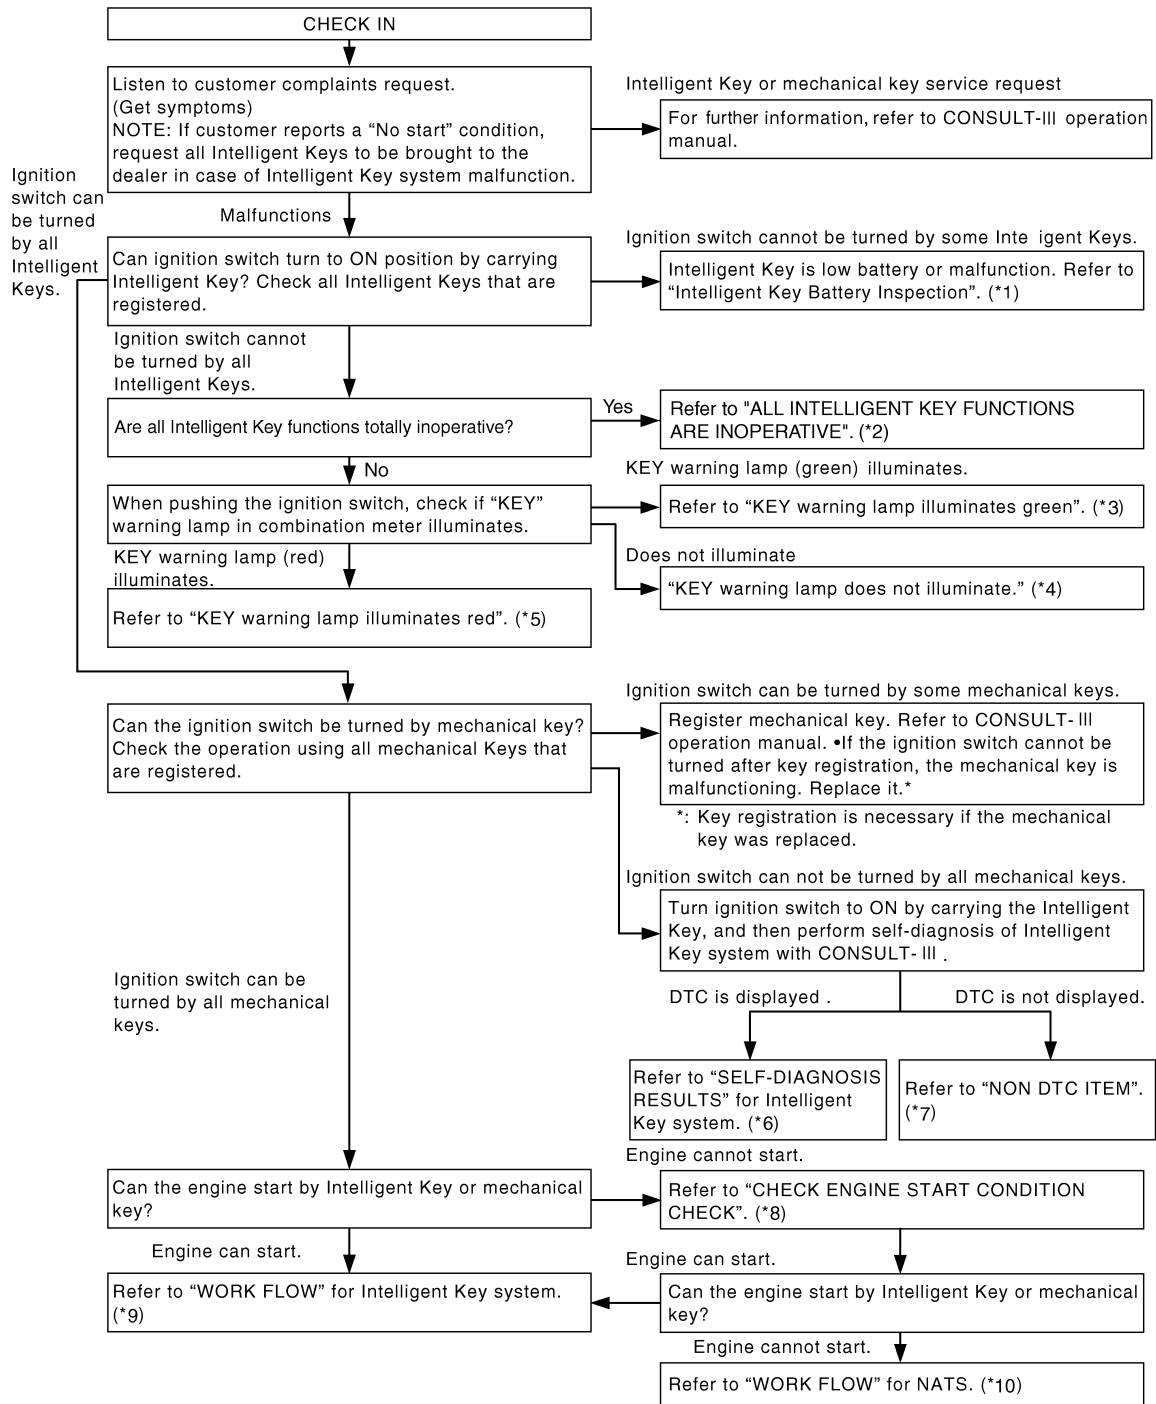 CHECK IN
Listen to customer complaints request.
(Get symptoms)
NOTE: If customer reports a “No start” condition,
request all Intelligent Keys to be brought to the
dealer in case of Intelligent Key system malfunction.
Intelligent Key or mechanical key service request
For further information, refer to CONSULT-III operation
manual.
Ignition
switch can
be turned
by all
Intelligent
Keys.
Malfunctions
Can ignition switch turn to ON position by carrying
Intelligent Key? Check all Intelligent Keys that are
registered.
Ignition switch cannot be turned by some Inte igent Keys.
Intelligent Key is low battery or malfunction. Refer to
“Intelligent Key Battery Inspection”. (*1)
Ignition switch cannot
be turned by all
Intelligent Keys.
Are all Intelligent Key functions totally inoperative?
Yes
Refer to "ALL INTELLIGENT KEY FUNCTIONS
ARE INOPERATIVE". (*2)
No
KEY warning lamp (green) illuminates.
When pushing the ignition switch, check if “KEY”
warning lamp in combination meter illuminates.
Refer to “KEY warning lamp illuminates green”. (*3)
KEY warning lamp (red)
illuminates.
Does not illuminate
“KEY warning lamp does not illuminate.” (*4)
Refer to “KEY warning lamp illuminates red”. (*5)
Can the ignition switch be turned by mechanical key?
Check the operation using all mechanical Keys that
are registered.
Ignition switch can be turned by some mechanical keys.
Register mechanical key. Refer to CONSULT-III
operation manual. •If the ignition switch cannot be
turned after key registration, the mechanical key is
malfunctioning. Replace it.*
*: Key registration is necessary if the mechanical
key was replaced.
Ignition switch can not be turned by all mechanical keys.
Turn ignition switch to ON by carrying the Intelligent
Key, and then perform self-diagnosis of Intelligent
Key system with CONSULT-III .
Ignition switch can be
turned by all mechanical
keys.
DTC is displayed .
DTC is not displayed.
Refer to “SELF-DIAGNOSIS
RESULTS” for Intelligent
Key system. (*6)
Refer to “NON DTC ITEM”.
(*7)
Engine cannot start.
Can the engine start by Intelligent Key or mechanical
key?
Refer to “CHECK ENGINE START CONDITION
CHECK”. (*8)
Engine can start.
Engine can start.
Refer to “WORK FLOW” for Intelligent Key system.
(*9)
Can the engine start by Intelligent Key or mechanical
key?
Engine cannot start.
Refer to “WORK FLOW” for NATS. (*10)